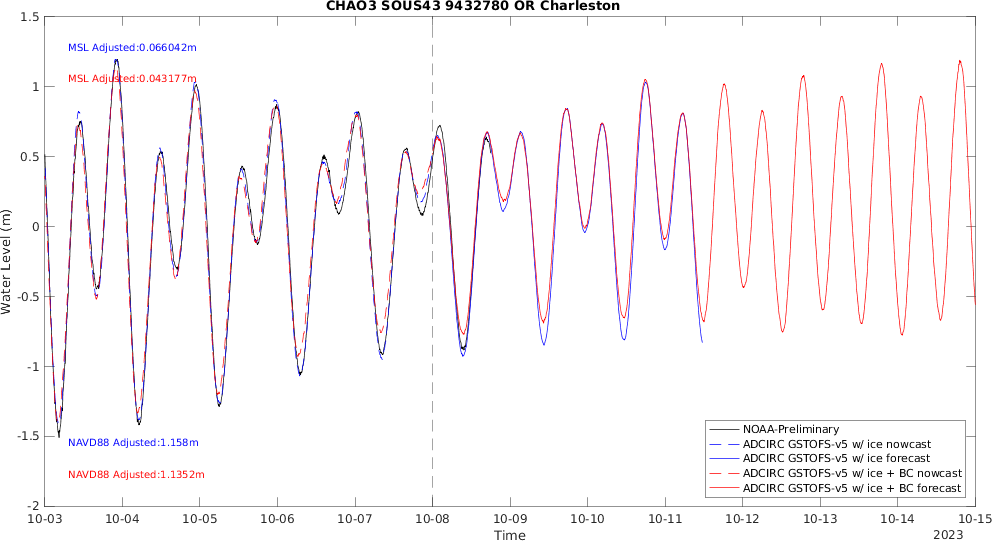 CHAO3 SOUS43 9432780 OR Charleston
1.5
1
0.5
0
-0.5
-1
-1.5
-2
Water Level (m)
MSL Adjusted:0.066042m
MSL Adjusted:0.043177m
NAVD88 Adjusted:1.158m
NAVD88 Adjusted:1.1352m
NOAA-Preliminary
ADCIRC GSTOFS-v5 w/ ice nowcast
ADCIRC GSTOFS-v5 w/ ice forecast
ADCIRC GSTOFS-v5 w/ ice + BC nowcast
ADCIRC GSTOFS-v5 w/ ice + BC forecast
10-03 10-04 10-05 10-06 10-07 10-08 10-09 10-10 10-11 10-12 10-13 10-14 10-15
Time
2023